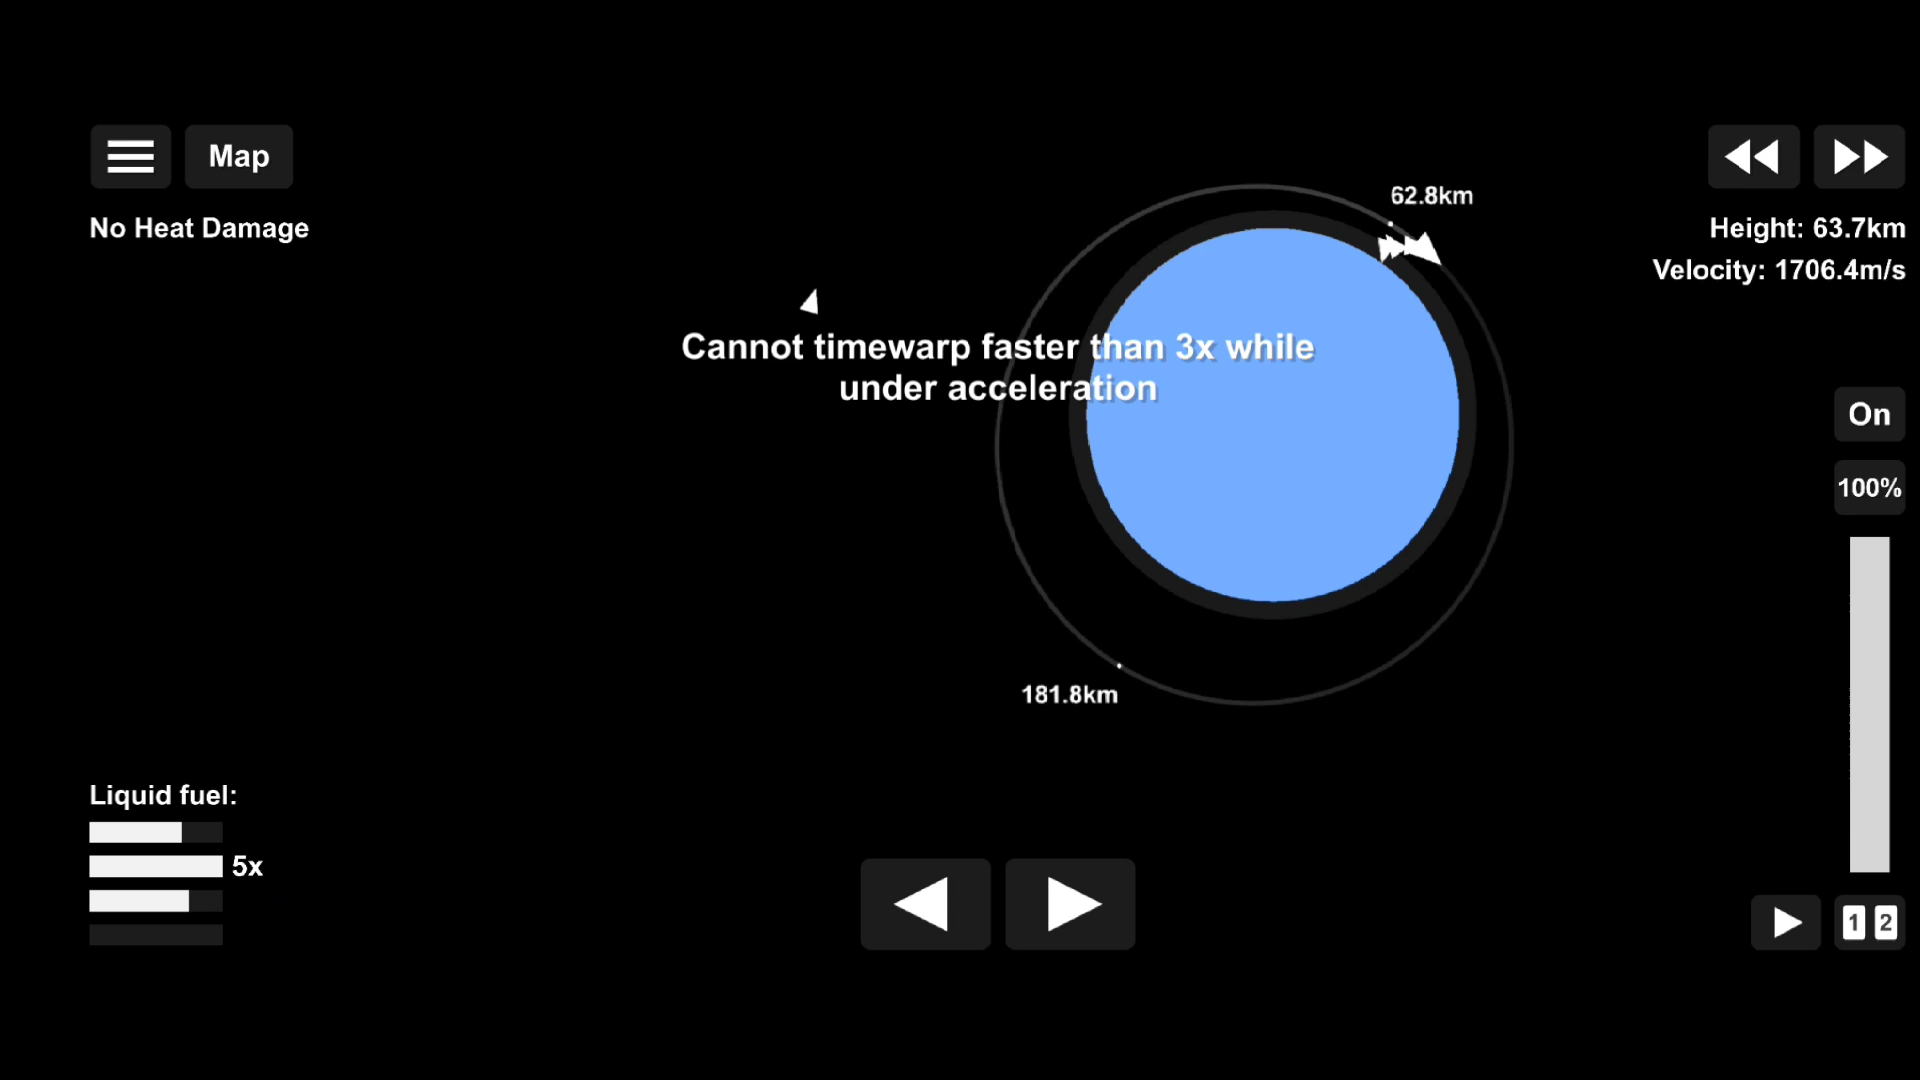 Map
No Heat Damage
62.8km
Height: 63.7km
Velocity: 1706.4m/s
Cannot timewarp faster than 3x while
under acceleration
On
100%
181.8km
Liquid fuel:
5x
1 2